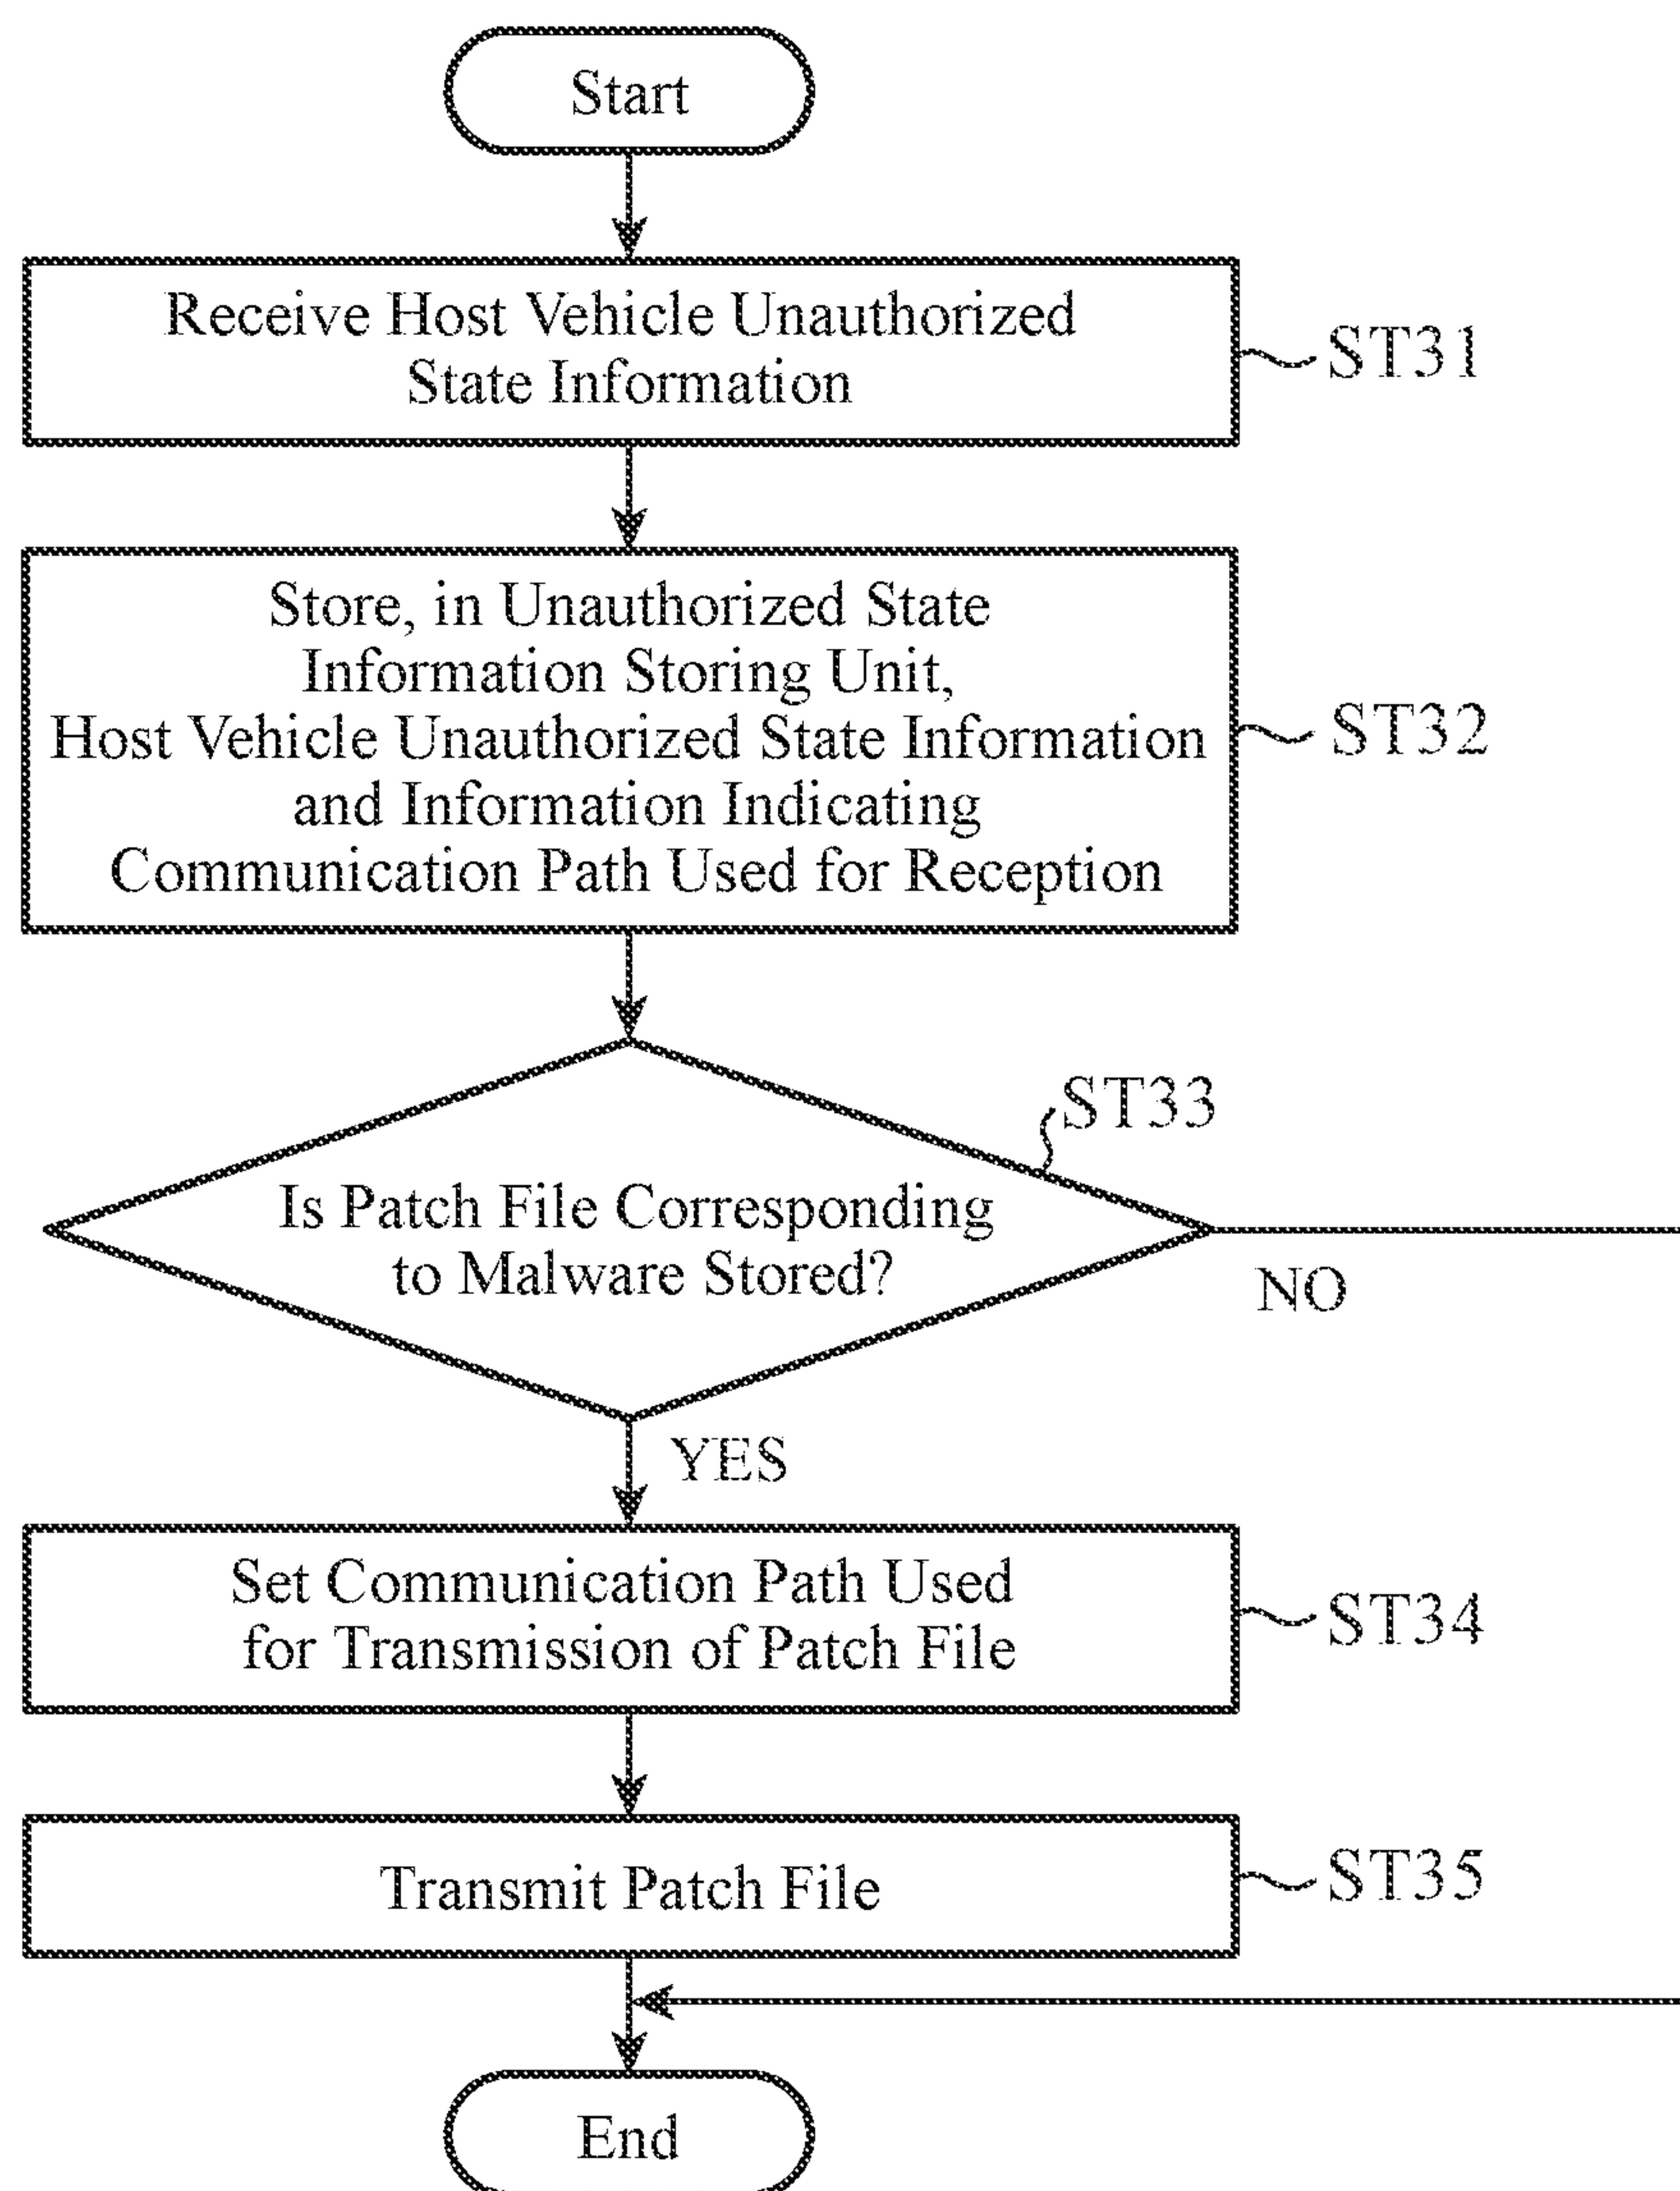 Start
Receive Host Vehicle Unauthorized
State Information
ST31
Store, in Unauthorized State
Information Storing Unit,
Host Vehicle Unauthorized State Information
and Information Indicating
Communication Path Used for Reception
ST32
ST33
Is Patch File Corresponding
to Malware Stored?
NO
YES
Set Communication Path Used
for Transmission of Patch File
ST34
Transmit Patch File
ST35
End